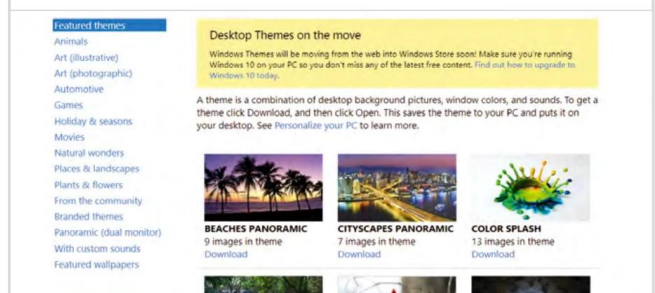 Featured themes
Animals
Art (illustrative)
Art (photographic)
Automotive
Games
Holiday & seasons
Movies
Natural wonders
Places & landscapes
Plants & flowers
From the community
Branded themes
Panoramic (dual monitor)
With custom sounds
Featured wallpapers
Desktop Themes on the move
Windows Themes will be moving from the web into Windows Store soon! Make sure you're running
Windows 10 on your PC so you don't miss any of the latest free content. Find out how to upgrade to
Windows 10 today.
A theme is a combination of desktop background pictures, window colors, and sounds. To get a
theme click Download, and then click Open. This saves the theme to your PC and puts it on
your desktop. See Personalize your PC to learn more.
BEACHES PANORAMIC
9 images in theme
Download
CITYSCAPES PANORAMIC
7 images in theme
Download
COLOR SPLASH
13 images in theme
Download